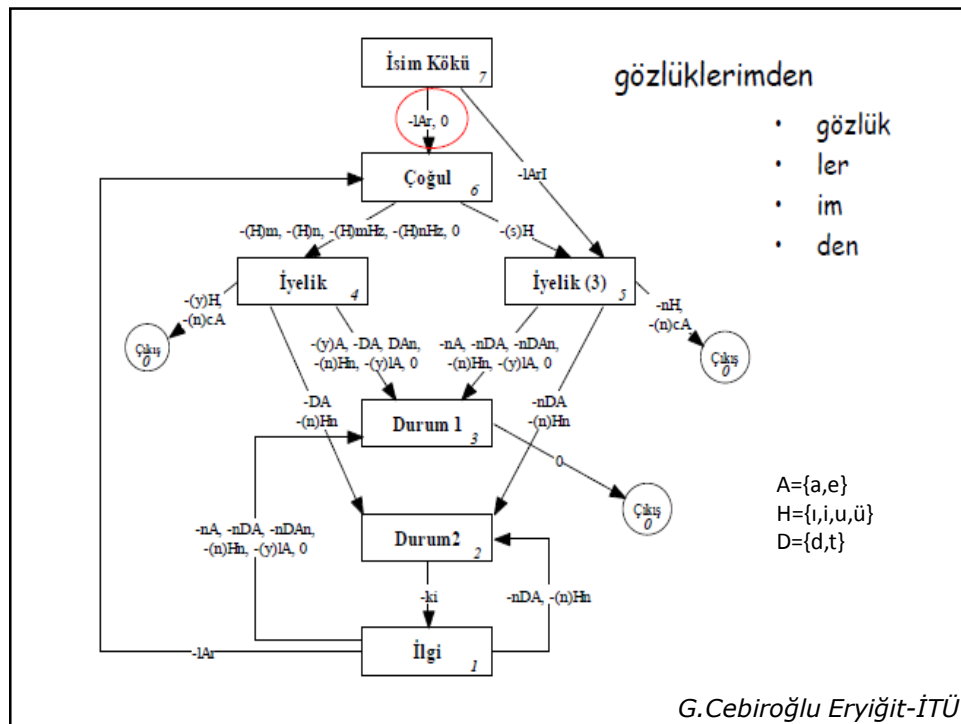 İsim Kökü
7
gözlüklerimden
• gözlük
• ler
• im
• den
-lAr, 0
-lArI
Çoğul
6
-(H)m, -(H)n, -(H)mHz, -(H)nHz, 0
-(s)H
İyelik
4
İyelik (3)
5
-(y)H,
-(n)cA
-nH,
-(n)cA
Çıkış
0
Çıkış
0
-(y)A, -DA, DAn,
-(n)Hn, -(y)lA, 0
-nA, -nDA, -nDAn,
-(n)Hn, -(y)lA, 0
-DA
-(n)Hn
-nDA
-(n)Hn
Durum 1
3
0
Çıkış
0
A={a,e}
H={ı,i,u,ü}
D={d,t}
-nA, -nDA, -nDAn,
-(n)Hn, -(y)lA, 0
Durum2
2
-ki
-nDA, -(n)Hn
-lAr
İlgi
1
G.Cebiroğlu Eryiğit-İTÜ